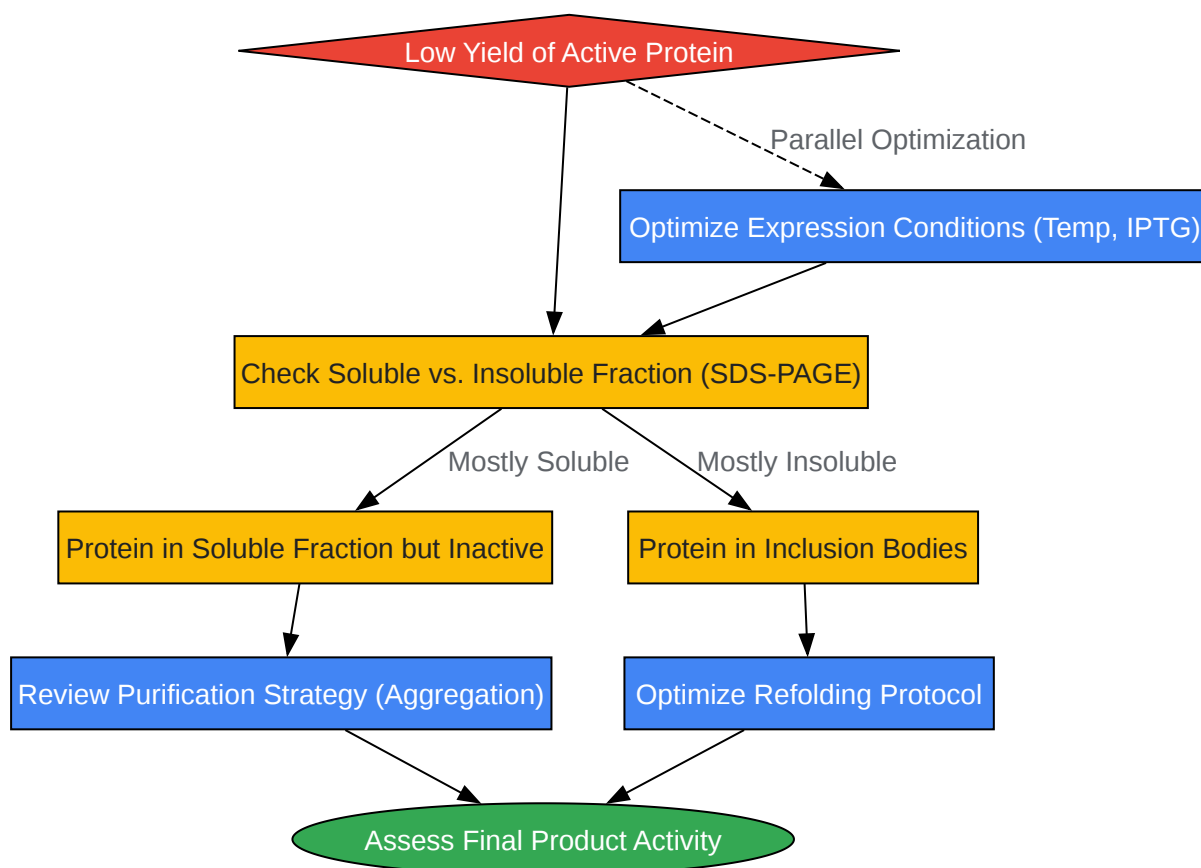 Low Yield of Active Protein
Parallel Optimization
Optimize Expression Conditions (Temp, IPTG)
Check Soluble vs. Insoluble Fraction (SDS-PAGE)
Mostly Soluble
Mostly Insoluble
Protein in Soluble Fraction but Inactive
Protein in Inclusion Bodies
Review Purification Strategy (Aggregation)
Optimize Refolding Protocol
Assess Final Product Activity